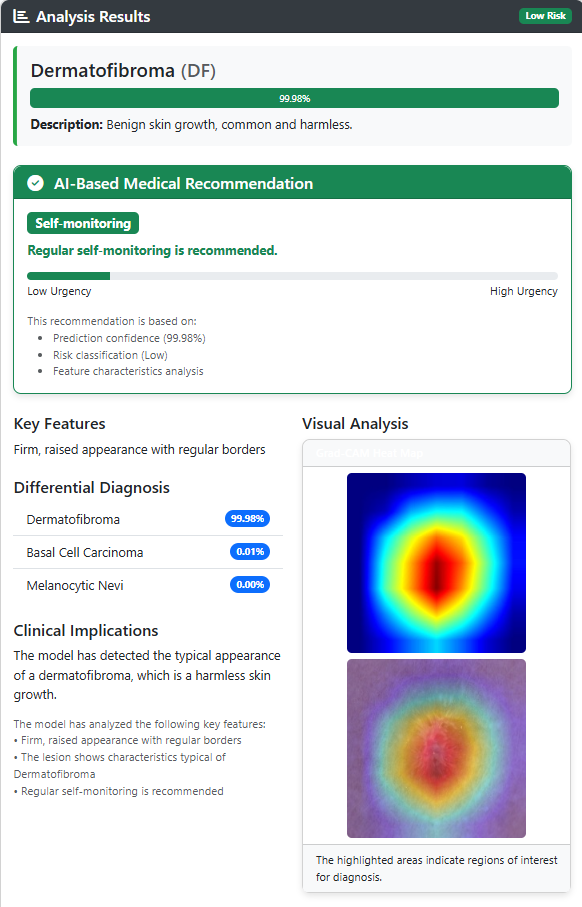 Analysis Results
Low Risk
Dermatofibroma (DF)
99.98%
Description: Benign skin growth, common and harmless.
AI-Based Medical Recommendation
Self-monitoring
Regular self-monitoring is recommended.
Low Urgency
High Urgency
This recommendation is based on:
• Prediction confidence (99.98%)
• Risk classification (Low)
• Feature characteristics analysis
Key Features
Firm, raised appearance with regular borders
Differential Diagnosis
Dermatofibroma 99.98%
Basal Cell Carcinoma 0.01%
Melanocytic Nevi 0.00%
Clinical Implications
The model has detected the typical appearance
of a dermatofibroma, which is a harmless skin
growth.
The model has analyzed the following key features:
• Firm, raised appearance with regular borders
• The lesion shows characteristics typical of
Dermatofibroma
• Regular self-monitoring is recommended
Visual Analysis
Grad-CAM Heat Map
The highlighted areas indicate regions of interest
for diagnosis.